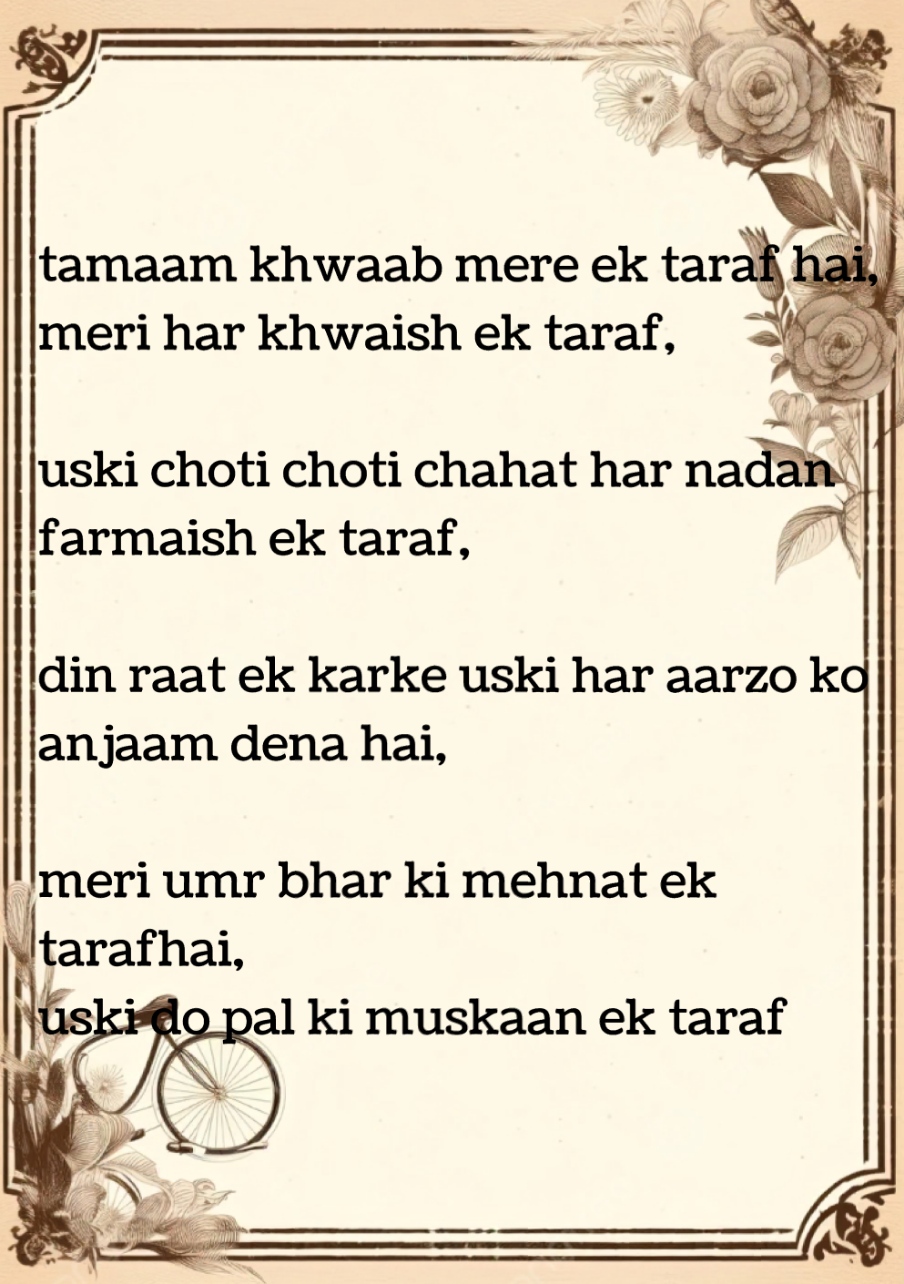 tamaam khwaab mere ek taraf hai,
meri har khwaish ek taraf,
uski choti choti chahat har nadan
farmaish ek taraf,
din raat ek karke uski har aarzo ko
anjaam dena hai,
meri umr bhar ki mehnat ek
tarafhai,
uski do pal ki muskaan ek taraf